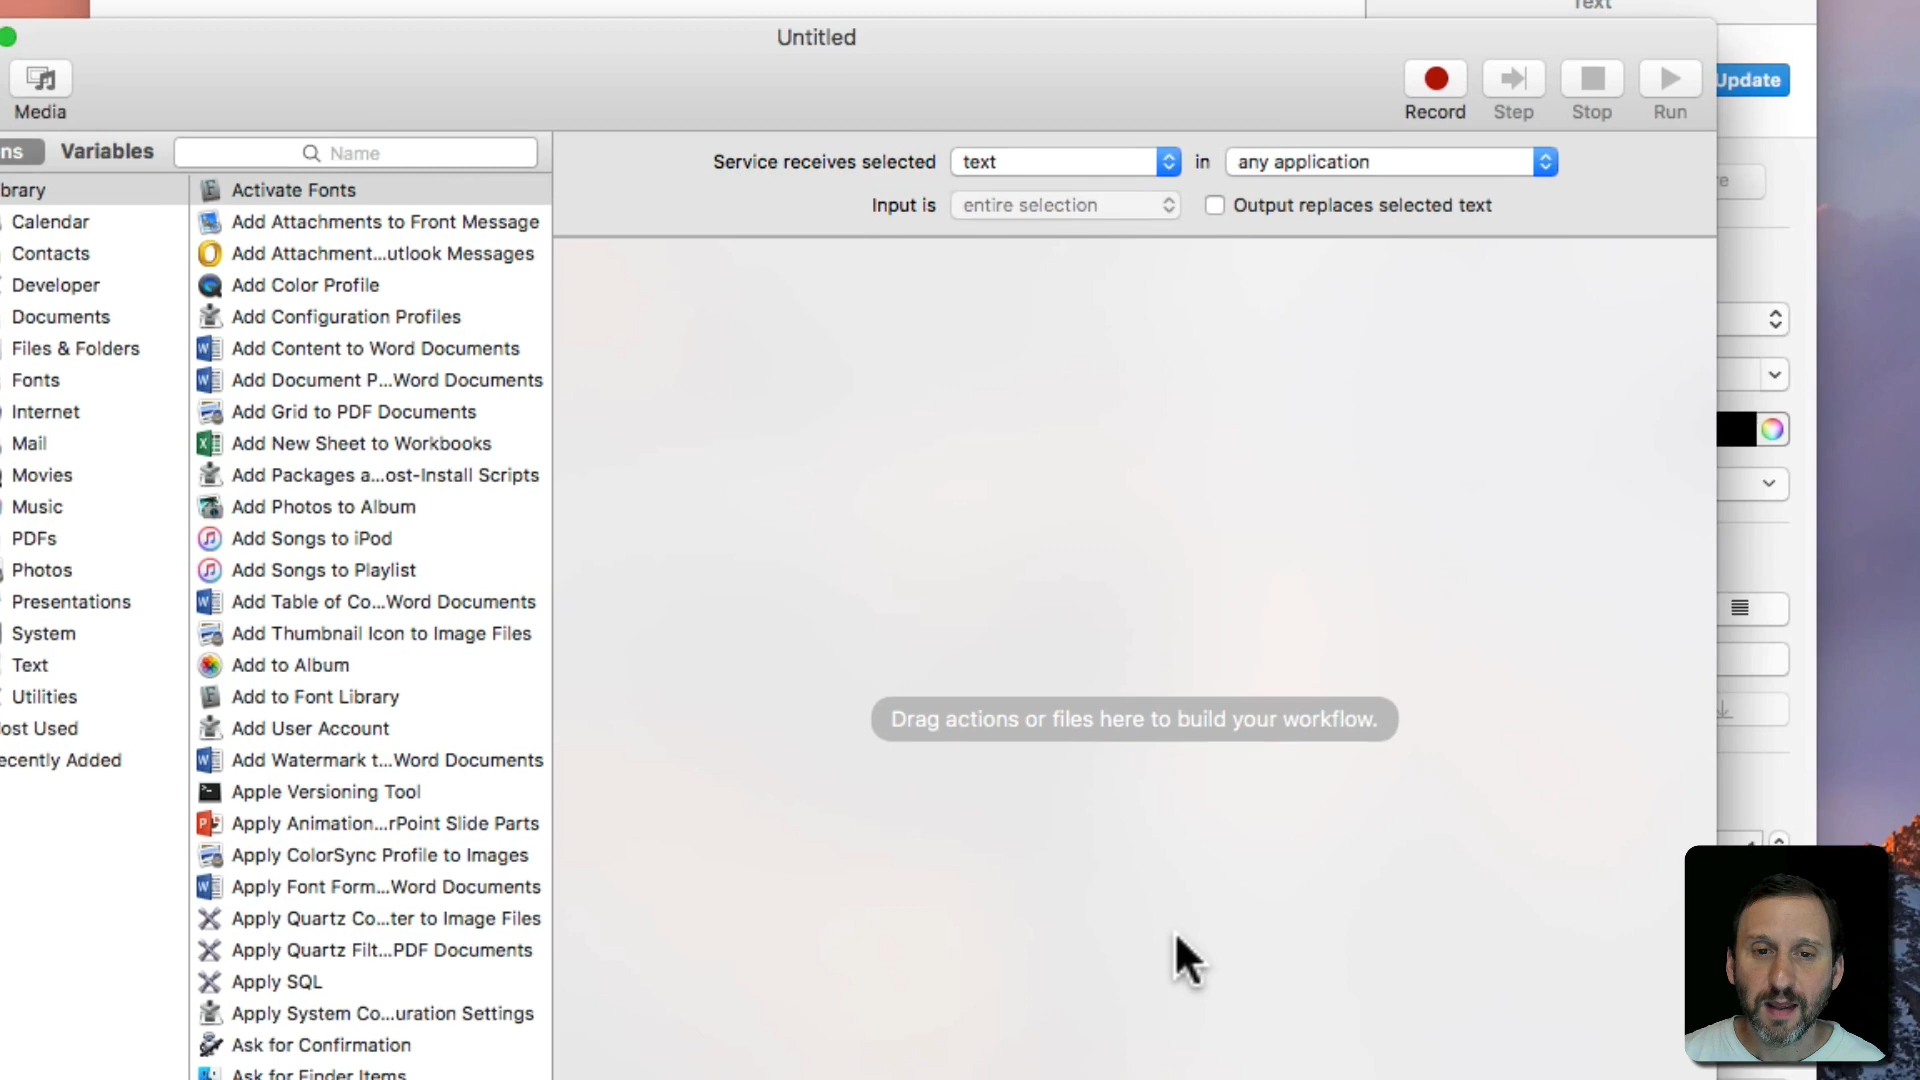 Text
Untitled
Media
Record
Step
Stop
Run
Update
ns
Variables
Name
Service receives selected
text
in
any application
Input is
entire selection
Output replaces selected text
re
ibrary
Calendar
Contacts
Developer
Documents
Files & Folders
Fonts
Internet
Mail
Movies
Music
PDFs
Photos
Presentations
System
Text
Utilities
ost Used
ecently Added
Activate Fonts
Add Attachments to Front Message
Add Attachment...utlook Messages
Add Color Profile
Add Configuration Profiles
Add Content to Word Documents
Add Document P...Word Documents
Add Grid to PDF Documents
Add New Sheet to Workbooks
Add Packages a...ost-Install Scripts
Add Photos to Album
Add Songs to iPod
Add Songs to Playlist
Add Table of Co...Word Documents
Add Thumbnail Icon to Image Files
Add to Album
Add to Font Library
Add User Account
Add Watermark t...Word Documents
Apple Versioning Tool
Apply Animation...rPoint Slide Parts
Apply ColorSync Profile to Images
Apply Font Form...Word Documents
Apply Quartz Co...ter to Image Files
Apply Quartz Filt...PDF Documents
Apply SQL
Apply System Co...uration Settings
Ask for Confirmation
Ask for Finder Items
Drag actions or files here to build your workflow.